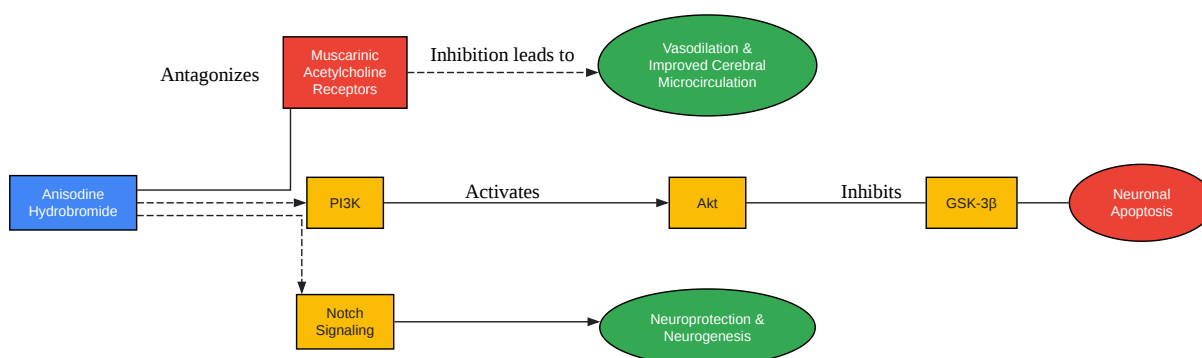 Antagonizes
Muscarinic
Acetylcholine
Receptors
Inhibition leads to
Vasodilation &
Improved Cerebral
Microcirculation
Anisodine
Hydrobromide
PI3K
Activates
Akt
Inhibits
GSK-3β
Neuronal
Apoptosis
Notch
Signaling
Neuroprotection &
Neurogenesis